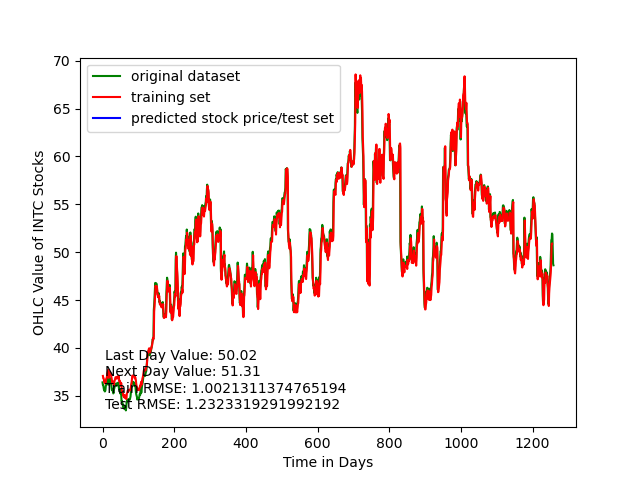 original dataset
training set
predicted stock price/test set
OHLC Value of INTC Stocks
70
65
60
55
50
45
40
35
Last Day Value: 50.02
Next Day Value: 51.31
Train RMSE: 1.0021311374765194
Test RMSE: 1.2323319291992192
0 200 400 600 800 1000 1200
Time in Days